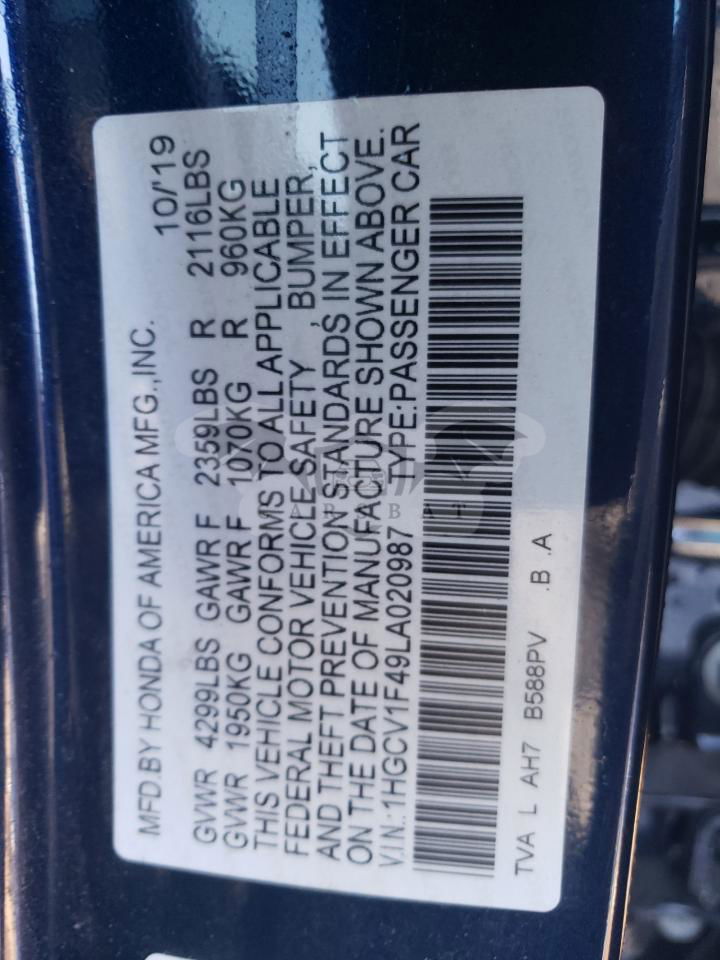 MFD.BY HONDA OF AMERICA MFG.,INC. 10/'19
GVWR 4299LBS GAWR F 2359LBS R 2116LBS
GVWR 1950KG GAWR F 1070KG R 960KG
THIS VEHICLE CONFORMS TO ALL APPLICABLE
FEDERAL MOTOR VEHICLE SAFETY , BUMPER,
AND THEFT PREVENTION STANDARDS IN EFFECT
ON THE DATE OF MANUFACTURE SHOWN ABOVE.
V.I.N.:1HGCV1F49LA020987 TYPE:PASSENGER CAR
TVA L AH7 B588PV .B .A